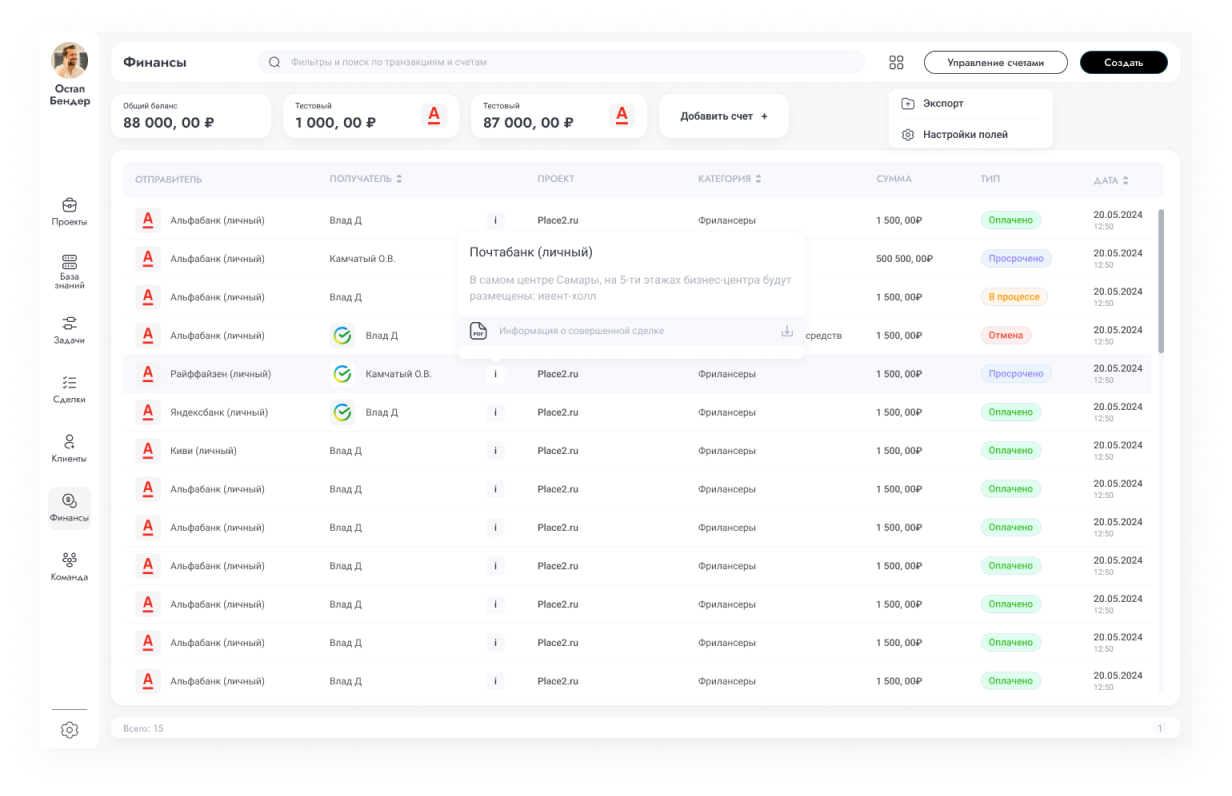 Остап
Бендер
Проекты
База
знаний
Задачи
Сделки
Клиенты
Финансы
Команда
Финансы
Фильтры и поиск по транзакциям и счетам
Управление счетами
Создать
Общий баланс
88 000, 00 ₽
Тестовый
1 000, 00 ₽
А
Тестовый
87 000, 00 ₽
А
Добавить счет +
Экспорт
Настройки полей
ОТПРАВИТЕЛЬ ПОЛУЧАТЕЛЬ ПРОЕКТ КАТЕГОРИЯ СУММА ТИП ДАТА
А Альфабанк (личный) Влад Д i Place2.ru Фрилансеры 1 500, 00₽ Оплачено 20.05.2024
12:50
А Альфабанк (личный) Камчатый О.В. 500 500, 00₽ Просрочено 20.05.2024
12:50
А Альфабанк (личный) Влад Д 1 500, 00₽ В процессе 20.05.2024
12:50
А Альфабанк (личный) Влад Д средств 1 500, 00₽ Отмена 20.05.2024
12:50
Почтабанк (личный)
В самом центре Самары, на 5-ти этажах бизнес-центра будут
размещены: ивент-холл
PDF Информация о совершенной сделке
А Райффайзен (личный) Камчатый О.В. i Place2.ru Фрилансеры 1 500, 00₽ Просрочено 20.05.2024
12:50
А Яндексбанк (личный) Влад Д i Place2.ru Фрилансеры 1 500, 00₽ Оплачено 20.05.2024
12:50
А Киви (личный) Влад Д i Place2.ru Фрилансеры 1 500, 00₽ Оплачено 20.05.2024
12:50
А Альфабанк (личный) Влад Д i Place2.ru Фрилансеры 1 500, 00₽ Оплачено 20.05.2024
12:50
А Альфабанк (личный) Влад Д i Place2.ru Фрилансеры 1 500, 00₽ Оплачено 20.05.2024
12:50
А Альфабанк (личный) Влад Д i Place2.ru Фрилансеры 1 500, 00₽ Оплачено 20.05.2024
12:50
А Альфабанк (личный) Влад Д i Place2.ru Фрилансеры 1 500, 00₽ Оплачено 20.05.2024
12:50
А Альфабанк (личный) Влад Д i Place2.ru Фрилансеры 1 500, 00₽ Оплачено 20.05.2024
12:50
А Альфабанк (личный) Влад Д i Place2.ru Фрилансеры 1 500, 00₽ Оплачено 20.05.2024
12:50
Всего: 15
1